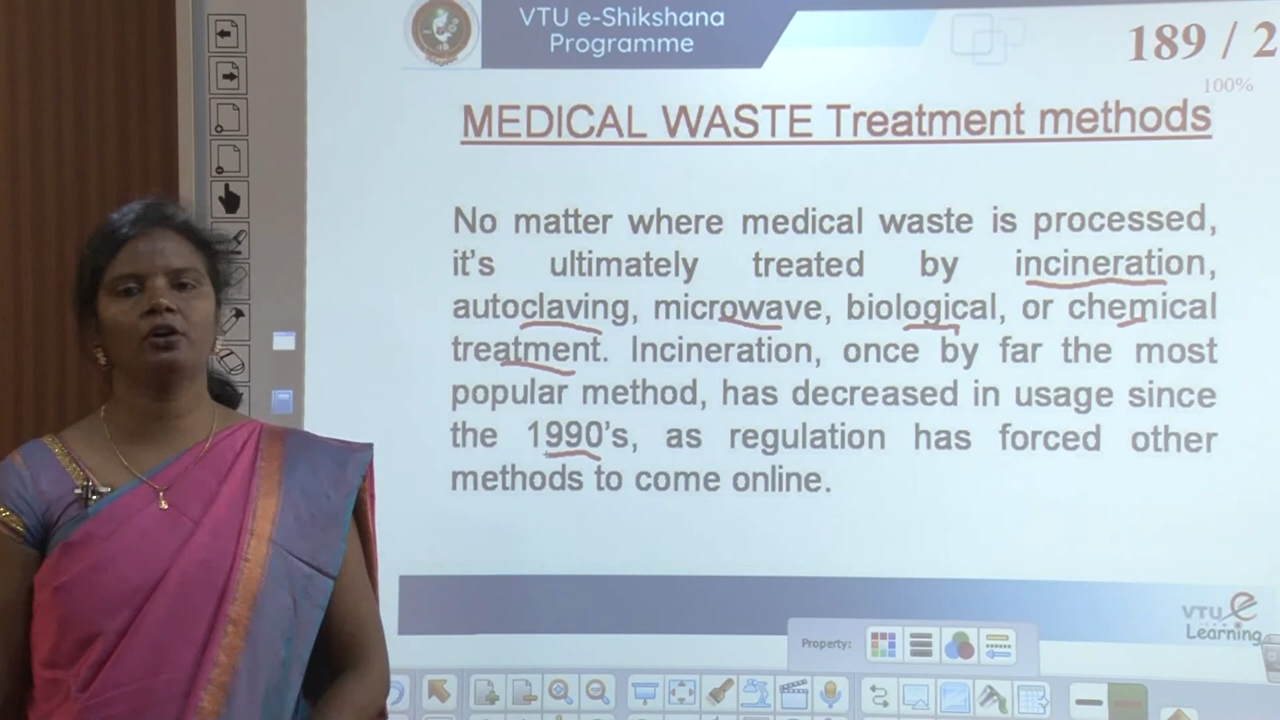 VTU e-Shikshana
Programme
189 / 2
100%
MEDICAL WASTE Treatment methods
No matter where medical waste is processed,
it's ultimately treated by incineration,
autoclaving, microwave, biological, or chemical
treatment. Incineration, once by far the most
popular method, has decreased in usage since
the 1990's, as regulation has forced other
methods to come online.
VTU e
Learning
Property: